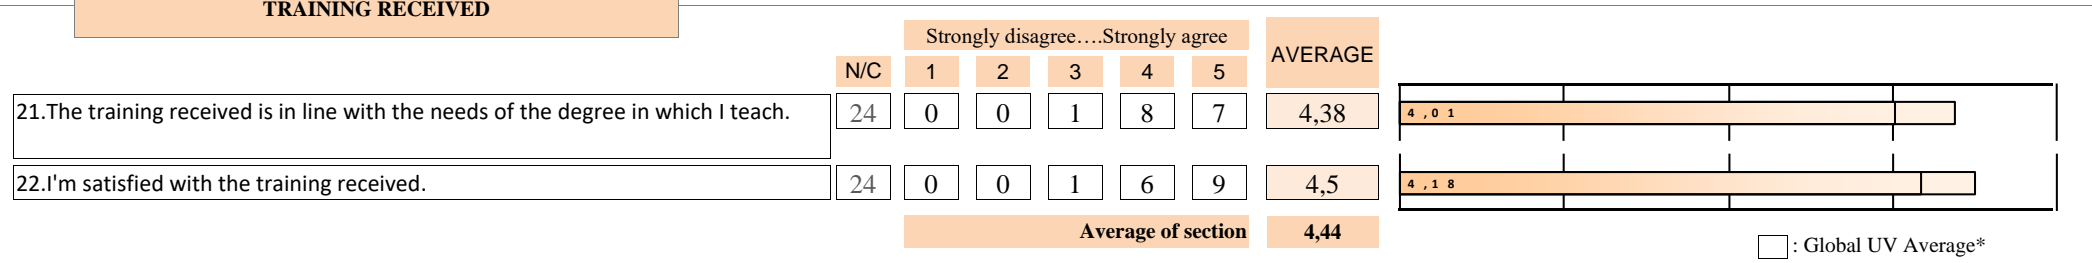 TRAINING RECEIVED
Strongly disagree….Strongly agree
AVERAGE
N/C 1 2 3 4 5
21.The training received is in line with the needs of the degree in which I teach. 24 0 0 1 8 7 4,38 4,01
22.I'm satisfied with the training received. 24 0 0 1 6 9 4,5 4,18
Average of section 4,44
: Global UV Average*